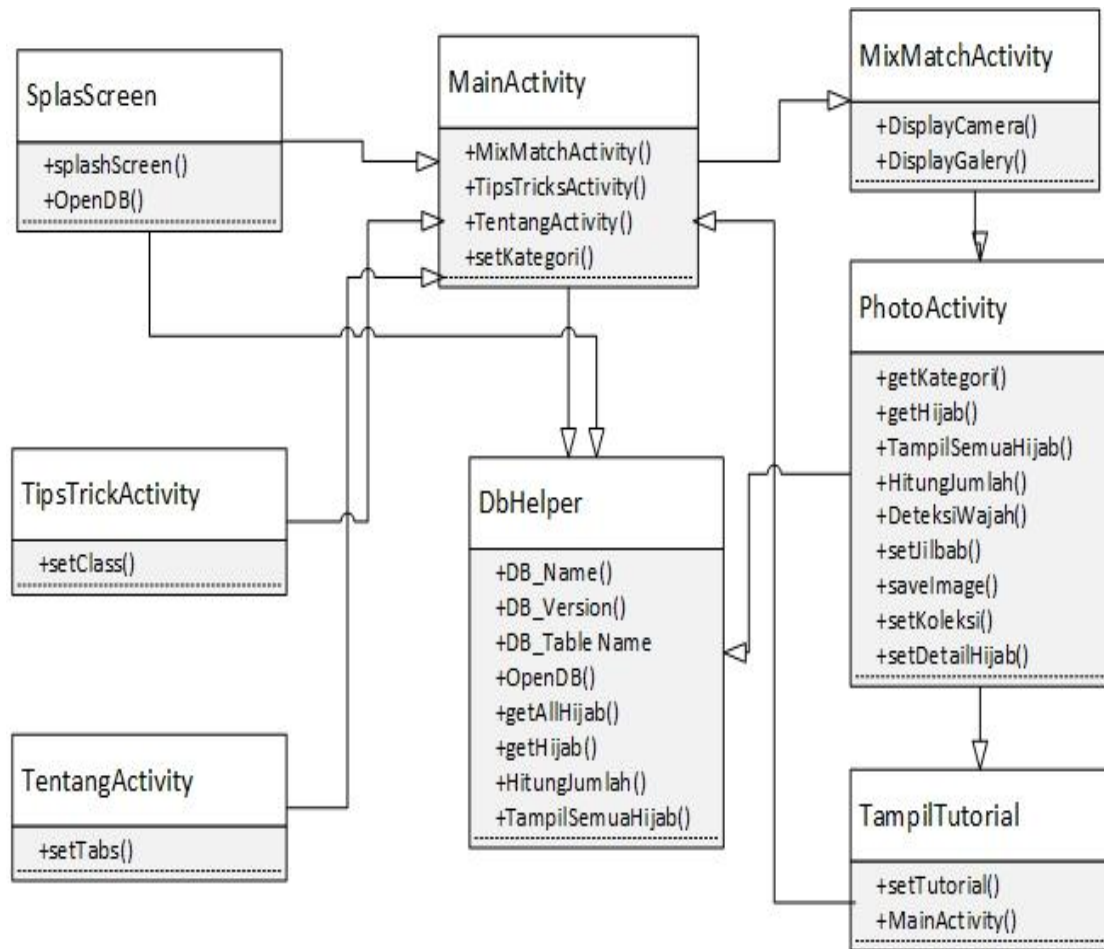 SplasScreen
+splashScreen()
+OpenDB()
MainActivity
+MixMatchActivity()
+TipsTricksActivity()
+TentangActivity()
+setKategori()
MixMatchActivity
+DisplayCamera()
+DisplayGalery()
PhotoActivity
+getKategori()
+getHijab()
+TampilSemuaHijab()
+HitungJumlah()
+DeteksiWajah()
+setJilbab()
+saveImage()
+setKoleksi()
+setDetailHijab()
TipsTrickActivity
+setClass()
DbHelper
+DB_Name()
+DB_Version()
+DB_Table Name
+OpenDB()
+getAllHijab()
+getHijab()
+HitungJumlah()
+TampilSemuaHijab()
TentangActivity
+setTabs()
TampilTutorial
+setTutorial()
+MainActivity()